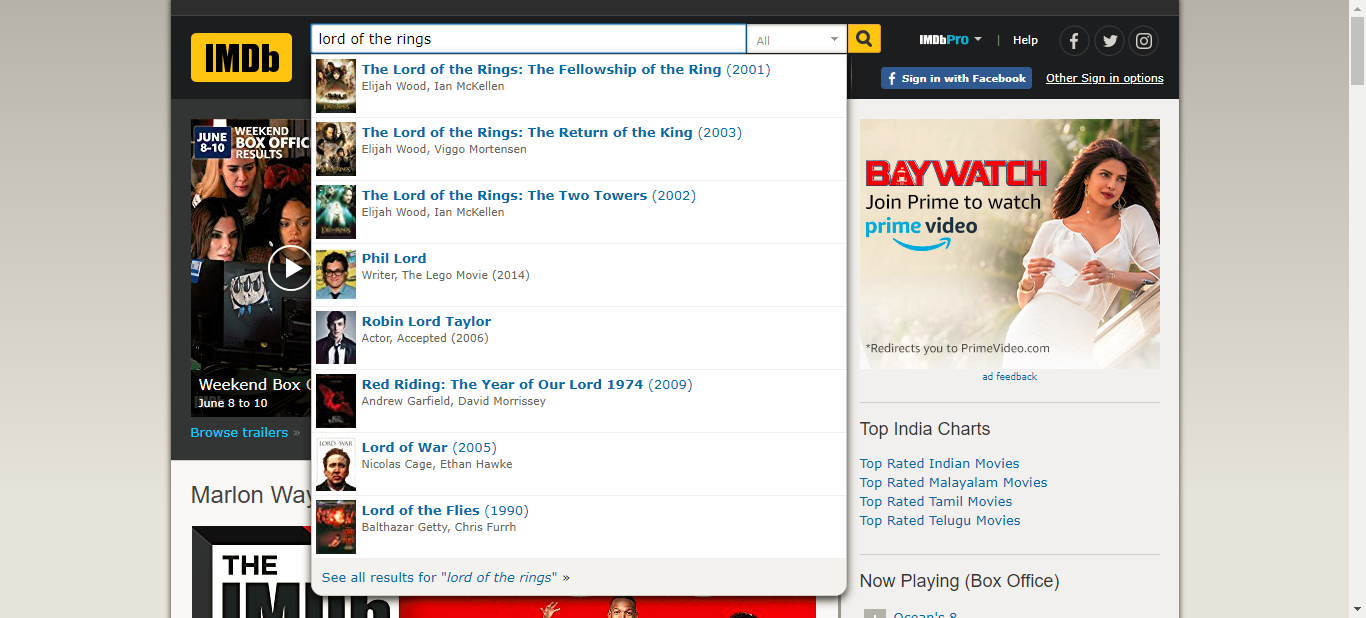 IMDb
lord of the rings
All
IMDbPro
|
Help
Sign in with Facebook
Other Sign in options
The Lord of the Rings: The Fellowship of the Ring (2001)
Elijah Wood, Ian McKellen
The Lord of the Rings: The Return of the King (2003)
Elijah Wood, Viggo Mortensen
The Lord of the Rings: The Two Towers (2002)
Elijah Wood, Ian McKellen
Phil Lord
Writer, The Lego Movie (2014)
Robin Lord Taylor
Actor, Accepted (2006)
Red Riding: The Year of Our Lord 1974 (2009)
Andrew Garfield, David Morrissey
LORD OF WAR
Lord of War (2005)
Nicolas Cage, Ethan Hawke
Lord of the Flies (1990)
Balthazar Getty, Chris Furrh
See all results for "lord of the rings" »
JUNE
8-10
WEEKEND
BOX OFFIC
RESULTS
Weekend Box
June 8 to 10
Browse trailers »
Marlon Way
THE
IMDb
BAYWATCH
Join Prime to watch
prime video
*Redirects you to PrimeVideo.com
ad feedback
Top India Charts
Top Rated Indian Movies
Top Rated Malayalam Movies
Top Rated Tamil Movies
Top Rated Telugu Movies
Now Playing (Box Office)
1 Ocean's 8